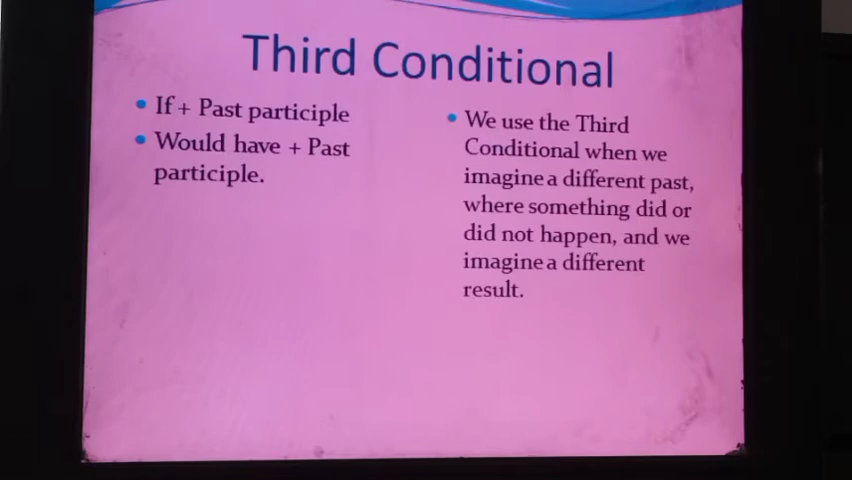 Third Conditional
If + Past participle
Would have + Past
participle.
We use the Third
Conditional when we
imagine a different past,
where something did or
did not happen, and we
imagine a different
result.